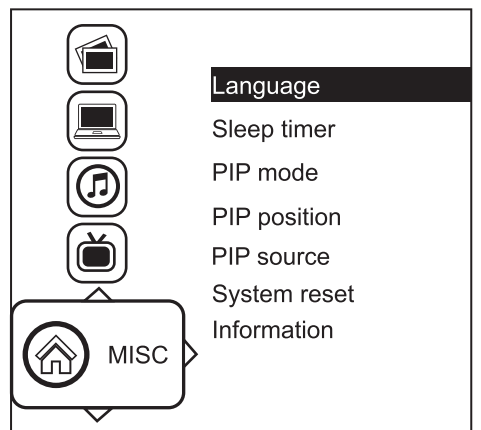 Language
Sleep timer
PIP mode
PIP position
PIP source
System reset
Information
MISC